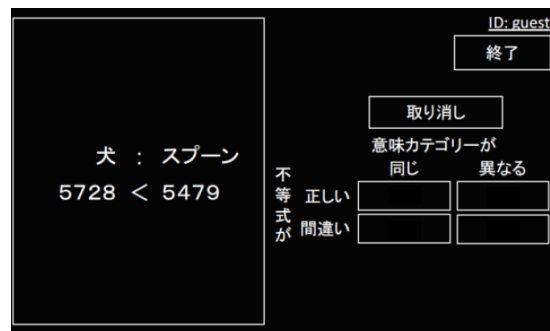 ID: guest
終了
取り消し
犬 : スプーン
5728 < 5479
意味カテゴリーが
同じ 異なる
不等式が
正しい
間違い